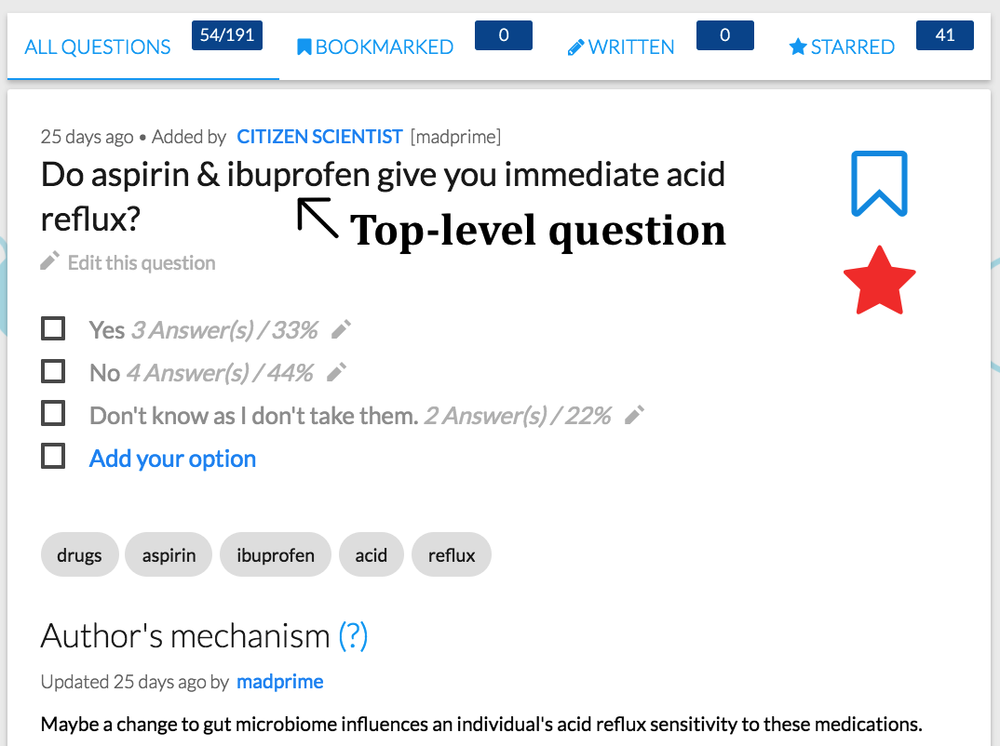 ALL QUESTIONS 54/191 BOOKMARKED 0 WRITTEN 0 STARRED 41
25 days ago • Added by CITIZEN SCIENTIST [madprime]
Do aspirin & ibuprofen give you immediate acid
reflux?
Top-level question
Edit this question
Yes 3 Answer(s) / 33%
No 4 Answer(s) / 44%
Don't know as I don't take them. 2 Answer(s) / 22%
Add your option
drugs aspirin ibuprofen acid reflux
Author's mechanism (?)
Updated 25 days ago by madprime
Maybe a change to gut microbiome influences an individual's acid reflux sensitivity to these medications.